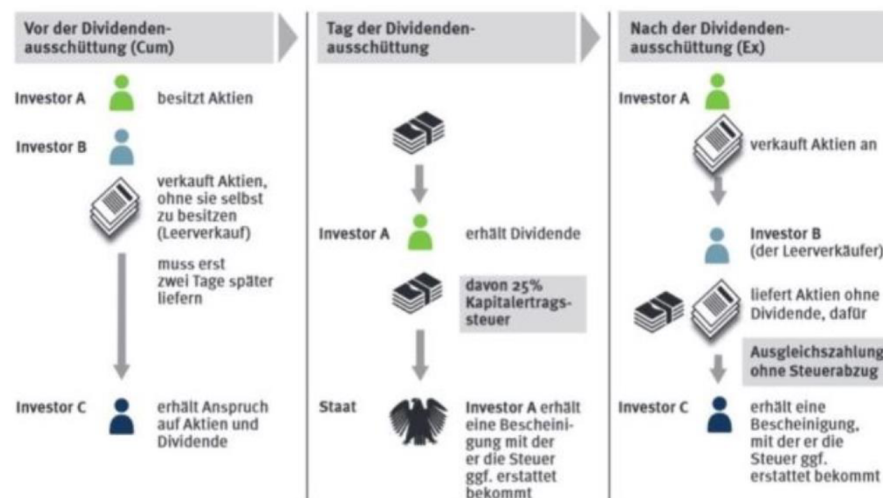 Vor der Dividenden-
ausschüttung (Cum)
Investor A
besitzt Aktien
Investor B
verkauft Aktien,
ohne sie selbst
zu besitzen
(Leerverkauf)
muss erst
zwei Tage später
liefern
Investor C
erhält Anspruch
auf Aktien und
Dividende
Tag der Dividenden-
ausschüttung
Investor A
erhält Dividende
davon 25%
Kapitalertrags-
steuer
Staat
Investor A erhält
eine Bescheini-
gung mit der
er die Steuer
ggf. erstattet
bekommt
Nach der Dividenden-
ausschüttung (Ex)
Investor A
verkauft Aktien an
Investor B
(der Leerverkäufer)
liefert Aktien ohne
Dividende, dafür
Ausgleichszahlung
ohne Steuerabzug
Investor C
erhält eine
Bescheinigung,
mit der er die
Steuer ggf.
erstattet bekommt